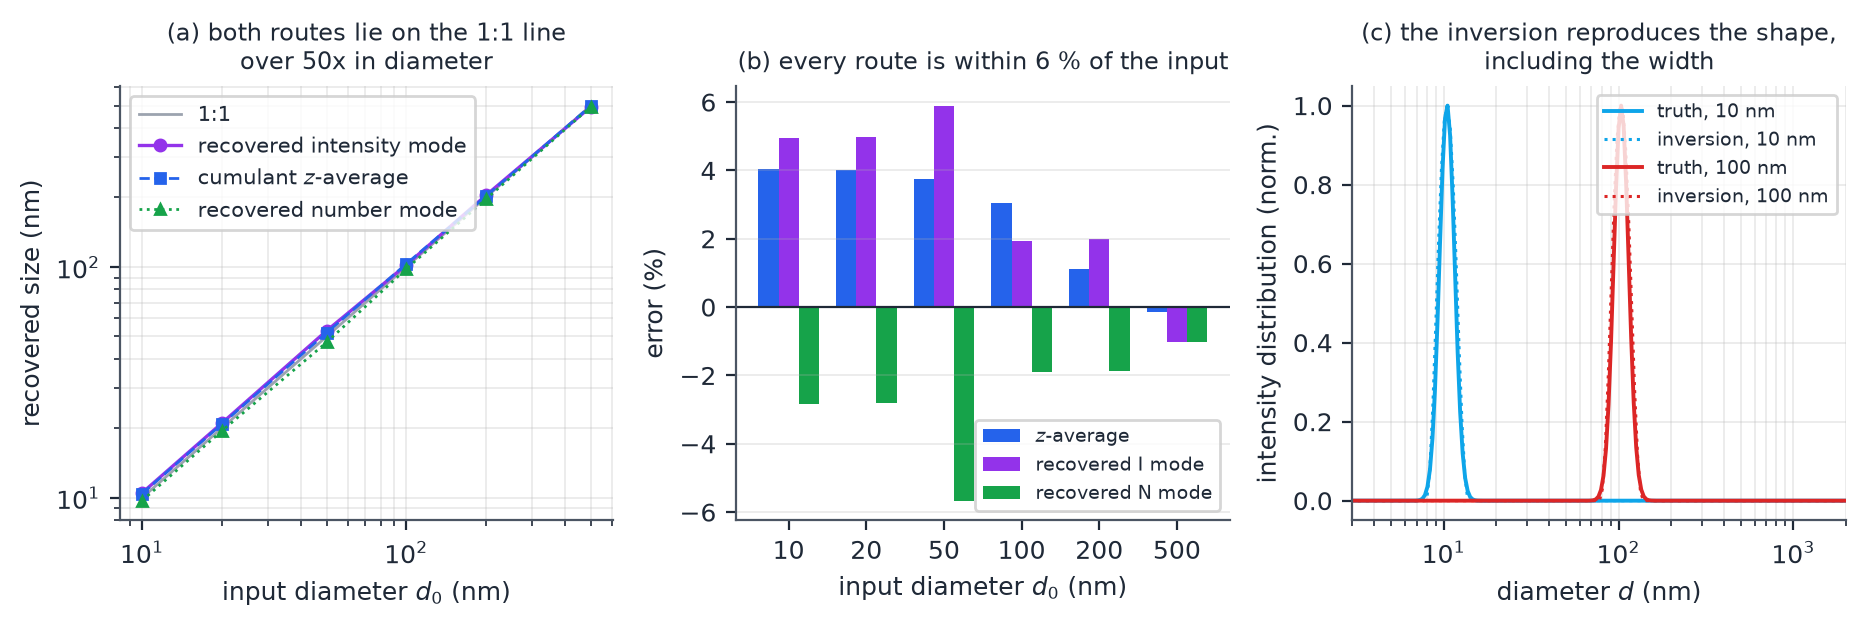 (a) both routes lie on the 1:1 line
over 50x in diameter
recovered size (nm)
10²
10¹
1:1
recovered intensity mode
cumulant z-average
recovered number mode
10¹
10²
input diameter d₀ (nm)
(b) every route is within 6 % of the input
error (%)
6
4
2
0
−2
−4
−6
z-average
recovered I mode
recovered N mode
10
20
50
100
200
500
input diameter d₀ (nm)
(c) the inversion reproduces the shape,
including the width
intensity distribution (norm.)
1.0
0.8
0.6
0.4
0.2
0.0
truth, 10 nm
inversion, 10 nm
truth, 100 nm
inversion, 100 nm
10¹
10²
10³
diameter d (nm)